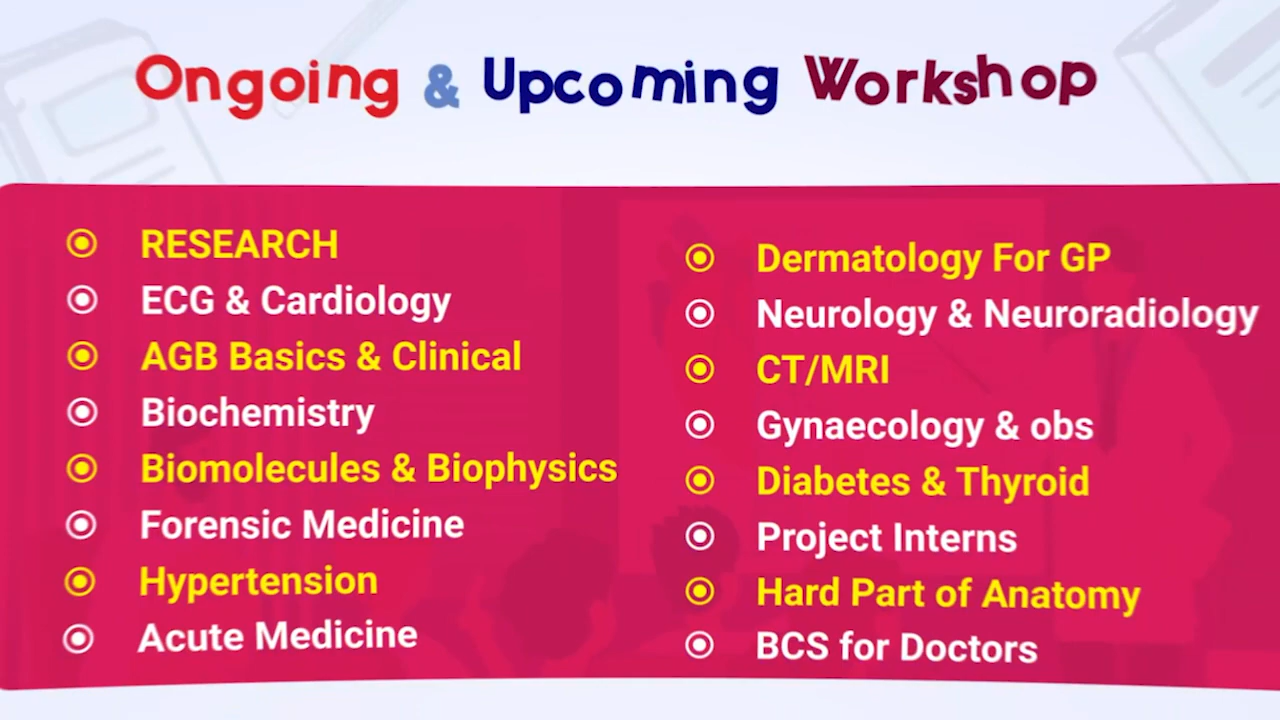 Ongoing & Upcoming Workshop
RESEARCH
ECG & Cardiology
AGB Basics & Clinical
Biochemistry
Biomolecules & Biophysics
Forensic Medicine
Hypertension
Acute Medicine
Dermatology For GP
Neurology & Neuroradiology
CT/MRI
Gynaecology & obs
Diabetes & Thyroid
Project Interns
Hard Part of Anatomy
BCS for Doctors